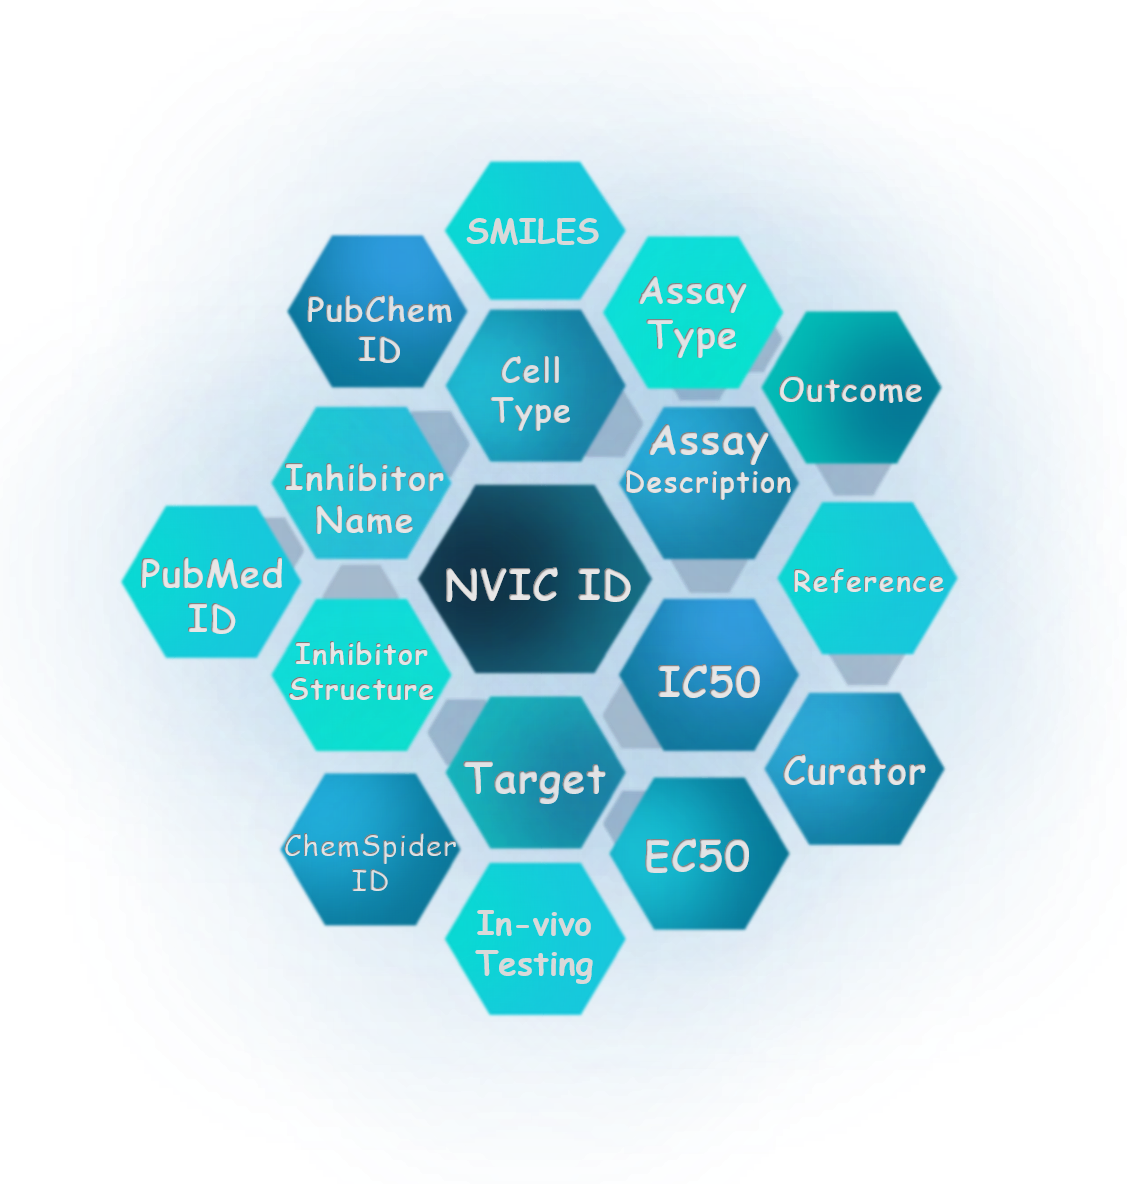 SMILES
PubChem
ID
Assay
Type
Cell
Type
Outcome
Assay
Description
Inhibitor
Name
PubMed
ID
NVIC ID
Reference
Inhibitor
Structure
IC50
Target
Curator
ChemSpider
ID
EC50
In-vivo
Testing